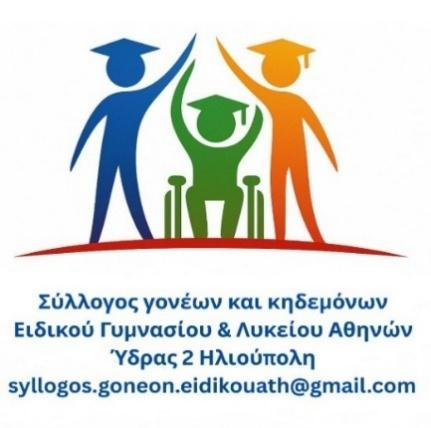 Σύλλογος γονέων και κηδεμόνων
Ειδικού Γυμνασίου & Λυκείου Αθηνών
Ύδρας 2 Ηλιούπολη
syllogos.goneon.eidikouath@gmail.com